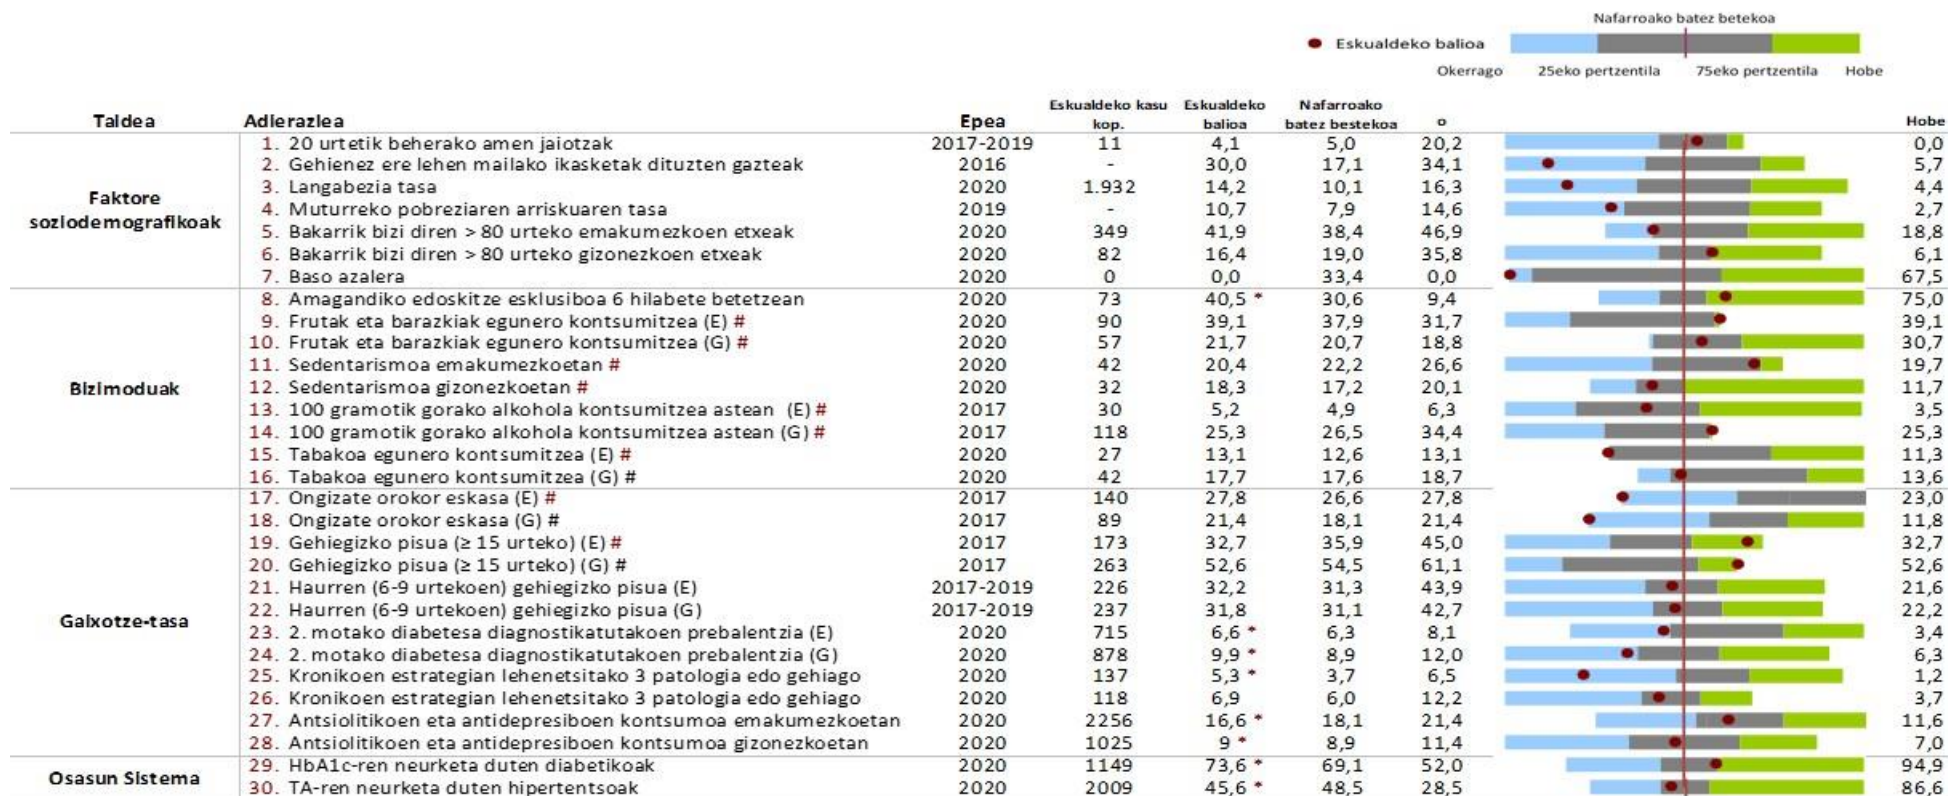 Nafarroako batez betekoa
Eskualdeko balioa
Okerrago 25eko pertzentila 75eko pertzentila Hobe
Taldea Adierazlea Epea Eskualdeko kasu kop. Eskualdeko balioa Nafarroako batez bestekoa o Hobe
Faktore soziodemografikoak
1. 20 urtetik beherako amen jaiotzak 2017-2019 11 4,1 5,0 20,2 0,0
2. Gehienez ere lehen mailako ikasketak dituzten gazteak 2016 - 30,0 17,1 34,1 5,7
3. Langabezia tasa 2020 1.932 14,2 10,1 16,3 4,4
4. Muturreko pobreziaren arriskuaren tasa 2019 - 10,7 7,9 14,6 2,7
5. Bakarrik bizi diren > 80 urteko emakumezkoen etxeak 2020 349 41,9 38,4 46,9 18,8
6. Bakarrik bizi diren > 80 urteko gizonezkoen etxeak 2020 82 16,4 19,0 35,8 6,1
7. Baso azalera 2020 0 0,0 33,4 0,0 67,5
Bizimoduak
8. Amagandiko edoskitze esklusiboa 6 hilabete betetzean 2020 73 40,5 * 30,6 9,4 75,0
9. Frutak eta barazkiak egunero kontsumitzea (E) # 2020 90 39,1 37,9 31,7 39,1
10. Frutak eta barazkiak egunero kontsumitzea (G) # 2020 57 21,7 20,7 18,8 30,7
11. Sedentarismoa emakumezkoetan # 2020 42 20,4 22,2 26,6 19,7
12. Sedentarismoa gizonezkoetan # 2020 32 18,3 17,2 20,1 11,7
13. 100 gramotik gorako alkohola kontsumitzea astean (E) # 2017 30 5,2 4,9 6,3 3,5
14. 100 gramotik gorako alkohola kontsumitzea astean (G) # 2017 118 25,3 26,5 34,4 25,3
15. Tabakoa egunero kontsumitzea (E) # 2020 27 13,1 12,6 13,1 11,3
16. Tabakoa egunero kontsumitzea (G) # 2020 42 17,7 17,6 18,7 13,6
Gaixotze-tasa
17. Ongizate orokor eskasa (E) # 2017 140 27,8 26,6 27,8 23,0
18. Ongizate orokor eskasa (G) # 2017 89 21,4 18,1 21,4 11,8
19. Gehiegizko pisua (≥ 15 urteko) (E) # 2017 173 32,7 35,9 45,0 32,7
20. Gehiegizko pisua (≥ 15 urteko) (G) # 2017 263 52,6 54,5 61,1 52,6
21. Haurren (6-9 urtekoen) gehiegizko pisua (E) 2017-2019 226 32,2 31,3 43,9 21,6
22. Haurren (6-9 urtekoen) gehiegizko pisua (G) 2017-2019 237 31,8 31,1 42,7 22,2
23. 2. motako diabetesa diagnostikatutakoen prebalentzia (E) 2020 715 6,6 * 6,3 8,1 3,4
24. 2. motako diabetesa diagnostikatutakoen prebalentzia (G) 2020 878 9,9 * 8,9 12,0 6,3
25. Kronikoen estrategian lehenetsitako 3 patologia edo gehiago 2020 137 5,3 * 3,7 6,5 1,2
26. Kronikoen estrategian lehenetsitako 3 patologia edo gehiago 2020 118 6,9 6,0 12,2 3,7
27. Antsiolitikoen eta antidepresiboen kontsumoa emakumezkoetan 2020 2256 16,6 * 18,1 21,4 11,6
28. Antsiolitikoen eta antidepresiboen kontsumoa gizonezkoetan 2020 1025 9 * 8,9 11,4 7,0
Osasun Sistema
29. HbA1c-ren neurketa duten diabetikoak 2020 1149 73,6 * 69,1 52,0 94,9
30. TA-ren neurketa duten hipertentsoak 2020 2009 45,6 * 48,5 28,5 86,6